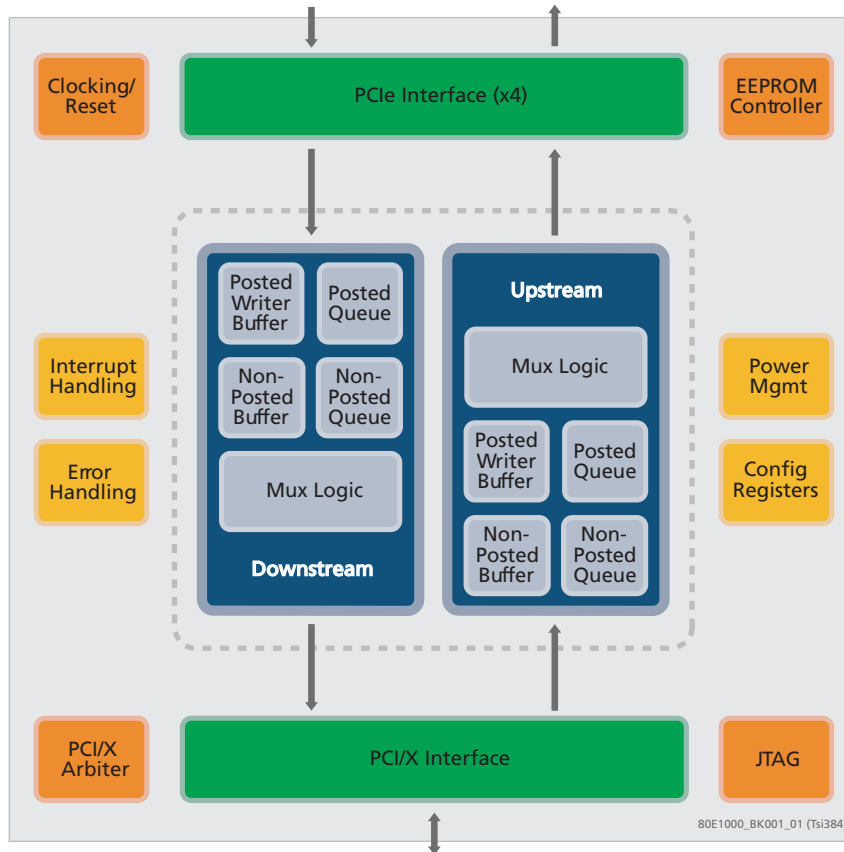 Clocking/
Reset
PCIe Interface (x4)
EEPROM
Controller
Posted
Writer
Buffer
Posted
Queue
Non-
Posted
Buffer
Non-
Posted
Queue
Mux Logic
Downstream
Upstream
Mux Logic
Posted
Writer
Buffer
Posted
Queue
Non-
Posted
Buffer
Non-
Posted
Queue
Interrupt
Handling
Error
Handling
Power
Mgmt
Config
Registers
PCI/X
Arbiter
PCI/X Interface
JTAG
80E1000_BK001_01 (Tsi384)